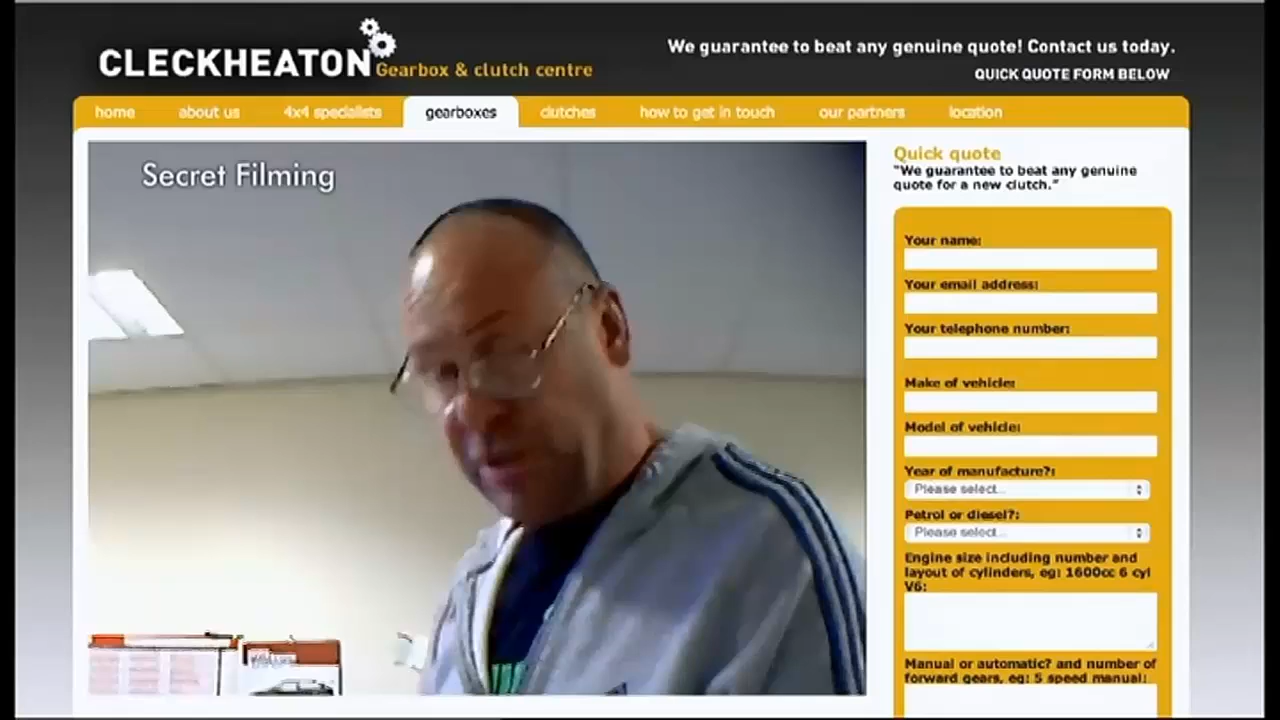 CLECKHEATON
Gearbox & clutch centre
We guarantee to beat any genuine quote! Contact us today.
QUICK QUOTE FORM BELOW
home about us 4x4 specialists gearboxes clutches how to get in touch our partners location
Secret Filming
Quick quote
"We guarantee to beat any genuine
quote for a new clutch."
Your name:
Your email address:
Your telephone number:
Make of vehicle:
Model of vehicle:
Year of manufacture?:
Please select...
Petrol or diesel?:
Please select...
Engine size including number and
layout of cylinders, eg: 1600cc 6 cyl
V6:
Manual or automatic? and number of
forward gears, eg: 5 speed manual: